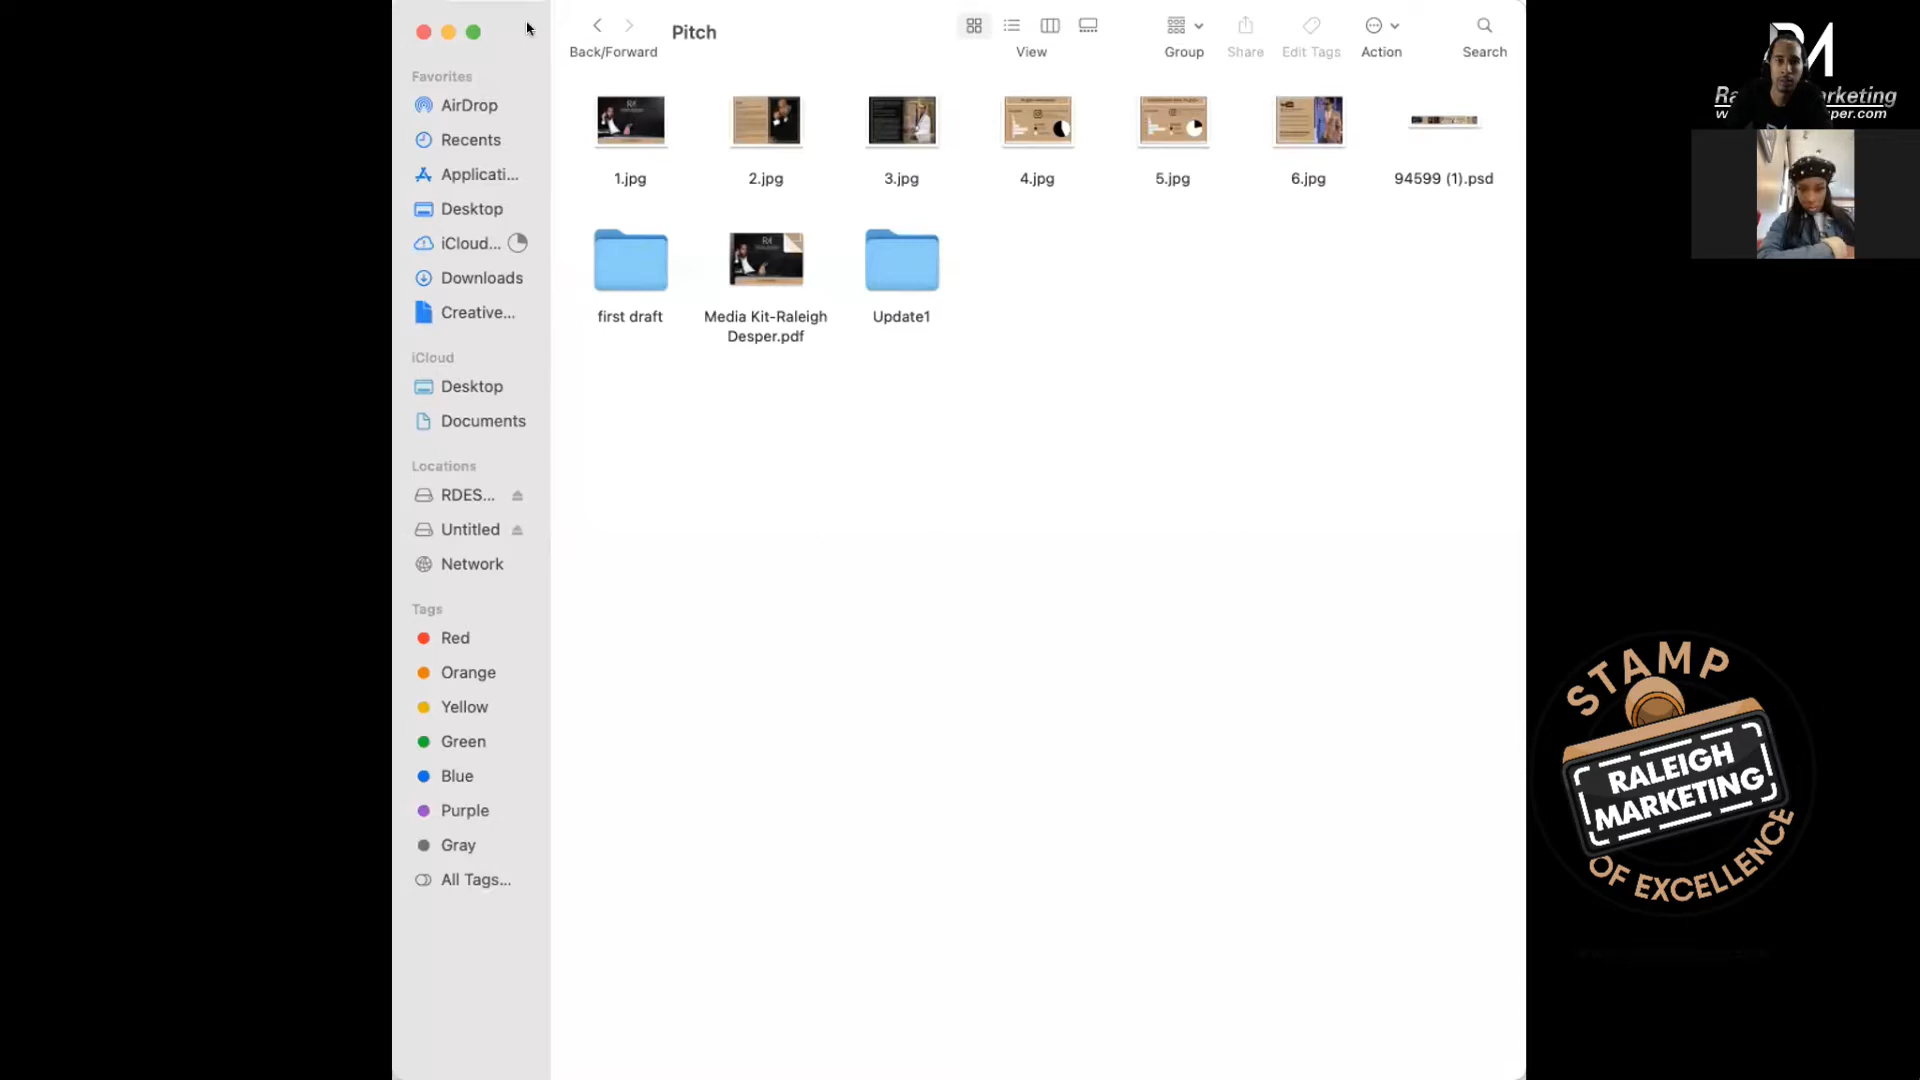 Back/Forward
Pitch
View
Group
Share
Edit Tags
Action
Search
Favorites
AirDrop
Recents
Applicati...
Desktop
iCloud...
Downloads
Creative...
iCloud
Desktop
Documents
Locations
RDES...
Untitled
Network
Tags
Red
Orange
Yellow
Green
Blue
Purple
Gray
All Tags...
1.jpg
2.jpg
3.jpg
4.jpg
5.jpg
6.jpg
94599 (1).psd
first draft
Media Kit-Raleigh
Desper.pdf
Update1
STAMP
RALEIGH
MARKETING
OF EXCELLENCE